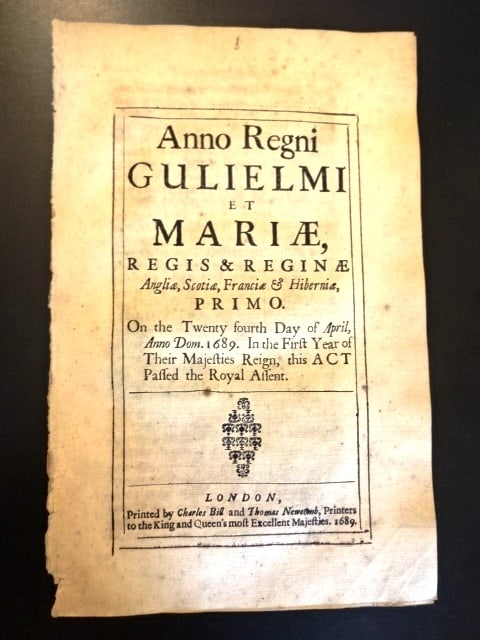 Anno Regni
GULIELMI
ET
MARIÆ,
REGIS & REGINÆ
Angliæ, Scotiæ, Franciæ & Hiberniæ,
PRIMO.
On the Twenty fourth Day of April,
Anno Dom. 1689. In the Firſt Year of
Their Majeſties Reign, this ACT
Paſſed the Royal Aſſent.
LONDON,
Printed by Charles Bill and Thomas Newcomb, Printers
to the King and Queen's moſt Excellent Majeſties. 1689.